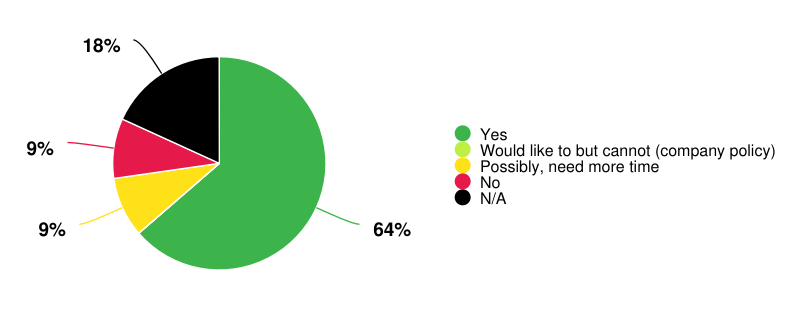 18%
9%
9%
64%
Yes
Would like to but cannot (company policy)
Possibly, need more time
No
N/A